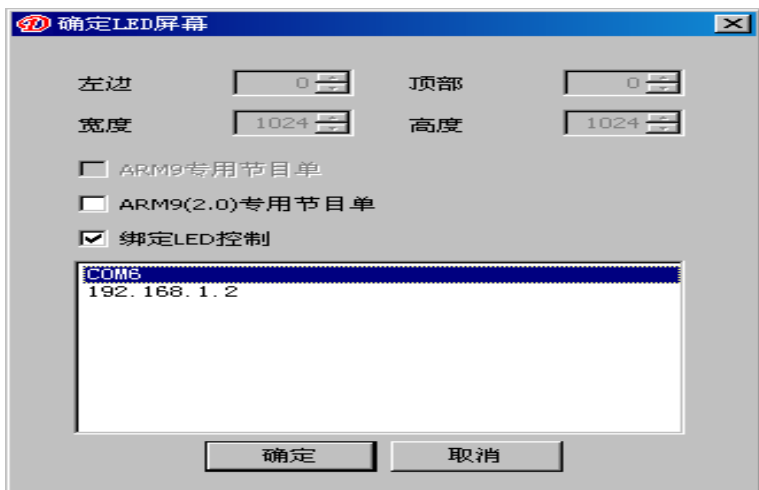 确定LED屏幕
左边 0 顶部 0
宽度 1024 高度 1024
ARM9专用节目单
ARM9(2.0)专用节目单
绑定LED控制
COM6
192.168.1.2
确定 取消